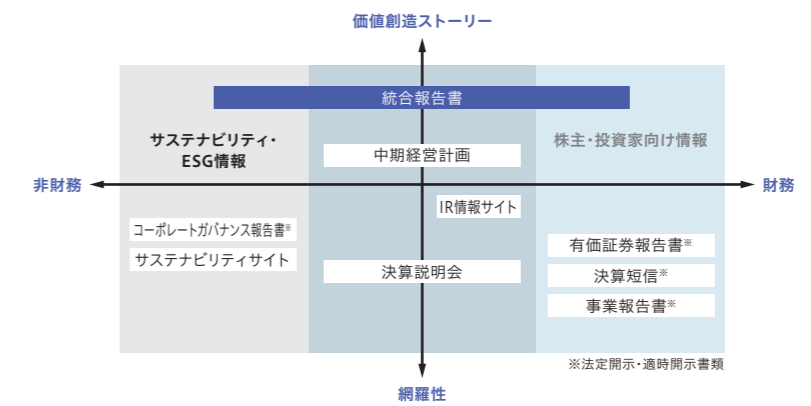 価値創造ストーリー
統合報告書
サステナビリティ・
ESG情報
中期経営計画
株主・投資家向け情報
非財務
財務
IR情報サイト
コーポレートガバナンス報告書※
サステナビリティサイト
決算説明会
有価証券報告書※
決算短信※
事業報告書※
※法定開示・適時開示書類
網羅性